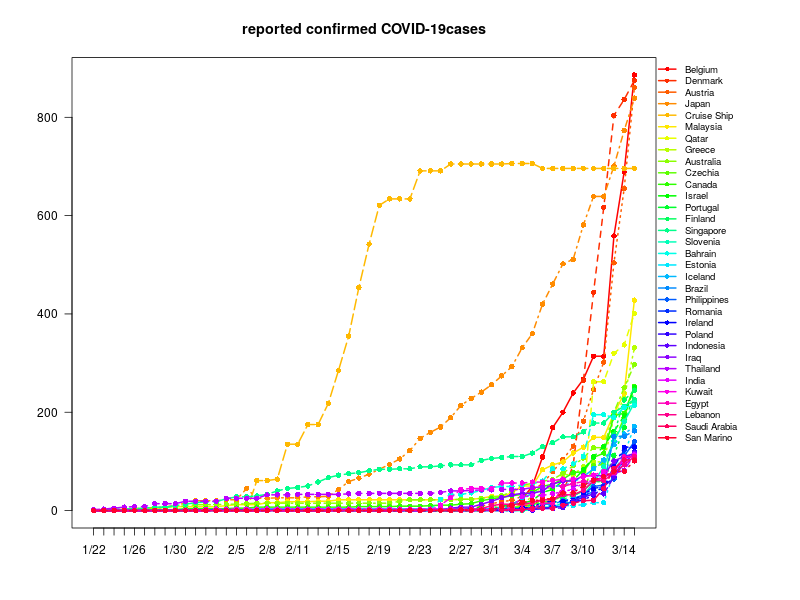 reported confirmed COVID-19cases
800
600
400
200
0
1/22
1/26
1/30
2/2
2/5
2/8
2/11
2/15
2/19
2/23
2/27
3/1
3/4
3/7
3/10
3/14
Belgium
Denmark
Austria
Japan
Cruise Ship
Malaysia
Qatar
Greece
Australia
Czechia
Canada
Israel
Portugal
Finland
Singapore
Slovenia
Bahrain
Estonia
Iceland
Brazil
Philippines
Romania
Ireland
Poland
Indonesia
Iraq
Thailand
India
Kuwait
Egypt
Lebanon
Saudi Arabia
San Marino